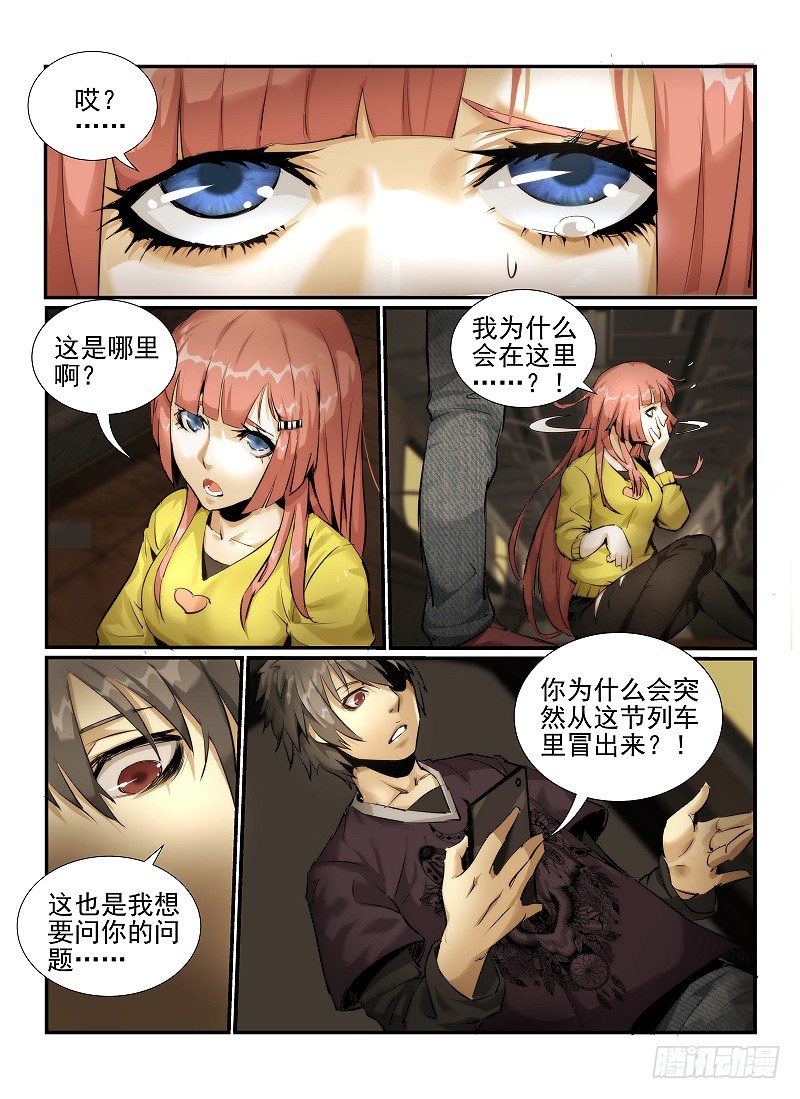 哎？
……
这是哪里
啊？
我为什么
会在这里
……？！
这也是我想
要问你的问
题……
你为什么会突
然从这节列车
里冒出来？！
腾讯动漫